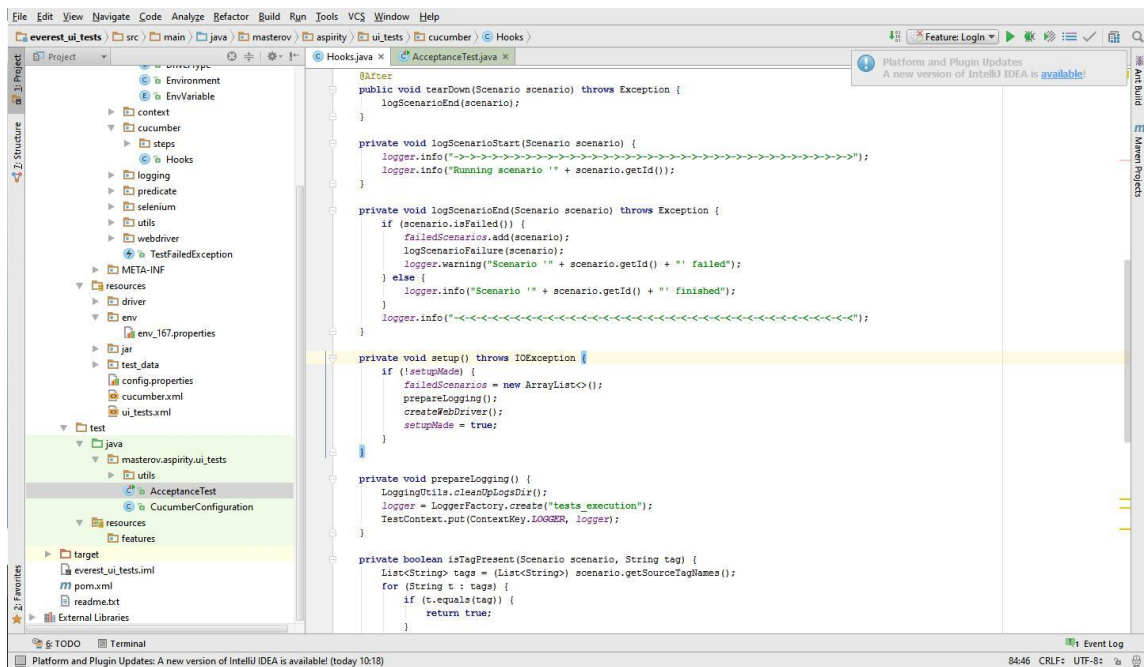 File Edit View Navigate Code Analyze Refactor Build Run Tools VCS Window Help
everest_ui_tests src main java masterov aspirity ui_tests cucumber Hooks
Feature: Login
Project
Hooks.java × AcceptanceTest.java ×
Platform and Plugin Updates
A new version of IntelliJ IDEA is available!
1: Project
7: Structure
2: Favorites
Ant Build
Maven Projects
Environment
EnvVariable
context
cucumber
steps
Hooks
logging
predicate
selenium
utils
webdriver
TestFailedException
META-INF
resources
driver
env
env_167.properties
jar
test_data
config.properties
cucumber.xml
ui_tests.xml
test
java
masterov.aspirity.ui_tests
utils
AcceptanceTest
CucumberConfiguration
resources
features
target
everest_ui_tests.iml
pom.xml
readme.txt
External Libraries
@After
public void tearDown(Scenario scenario) throws Exception {
logScenarioEnd(scenario);
}
private void logScenarioStart(Scenario scenario) {
logger.info("->->->->->->->->->->->->->->->->->->->->->->->->->->->->");
logger.info("Running scenario '" + scenario.getId());
}
private void logScenarioEnd(Scenario scenario) throws Exception {
if (scenario.isFailed()) {
failedScenarios.add(scenario);
logScenarioFailure(scenario);
logger.warning("Scenario '" + scenario.getId() + "' failed");
} else {
logger.info("Scenario '" + scenario.getId() + "' finished");
}
logger.info("-<-<-<-<-<-<-<-<-<-<-<-<-<-<-<-<-<-<-<-<-<-<-<-<-<-<-<-<");
}
private void setup() throws IOException {
if (!setupMade) {
failedScenarios = new ArrayList<>();
prepareLogging();
createWebDriver();
setupMade = true;
}
}
private void prepareLogging() {
LoggingUtils.cleanUpLogsDir();
logger = LoggerFactory.create("tests_execution");
TestContext.put(ContextKey.LOGGER, logger);
}
private boolean isTagPresent(Scenario scenario, String tag) {
List<String> tags = (List<String>) scenario.getSourceTagNames();
for (String t : tags) {
if (t.equals(tag)) {
return true;
}
6: TODO Terminal
1 Event Log
Platform and Plugin Updates: A new version of IntelliJ IDEA is available! (today 10:18)
84:46 CRLF UTF-8